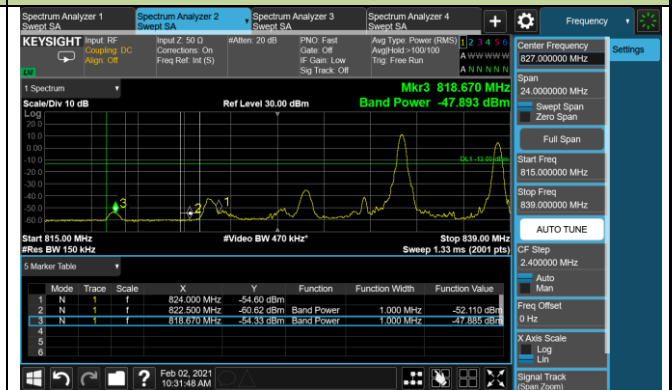 Spectrum Analyzer 1
Swept SA
Spectrum Analyzer 2
Swept SA
Spectrum Analyzer 3
Swept SA
Spectrum Analyzer 4
Swept SA
Frequency
KEYSIGHT
Input: RF
Coupling: DC
Align: Off
Input Z: 50 Ω
Corrections: On
Freq Ref: Int (S)
#Atten: 20 dB
PNO: Fast
Gate: Off
IF Gain: Low
Sig Track: Off
Avg Type: Power (RMS)
Avg|Hold:>100/100
Trig: Free Run
1 2 3 4 5 6
A W W W W W
A N N N N N
LXI
1 Spectrum
Scale/Div 10 dB
Log
Ref Level 30.00 dBm
Mkr3 818.670 MHz
Band Power -47.893 dBm
20.0
10.0
0.00
-10.0
-20.0
-30.0
-40.0
-50.0
-60.0
DL1 -13.00 dBm
3
2
1
Start 815.00 MHz
#Res BW 150 kHz
#Video BW 470 kHz*
Stop 839.00 MHz
Sweep 1.33 ms (2001 pts)
5 Marker Table
Mode Trace Scale X Y Function Function Width Function Value
1 N 1 f 824.000 MHz -54.60 dBm
2 N 1 f 822.500 MHz -60.62 dBm Band Power 1.000 MHz -52.110 dBm
3 N 1 f 818.670 MHz -54.33 dBm Band Power 1.000 MHz -47.885 dBm
4
5
6
Feb 02, 2021
10:31:48 AM
Center Frequency
827.000000 MHz
Settings
Span
24.0000000 MHz
Swept Span
Zero Span
Full Span
Start Freq
815.000000 MHz
Stop Freq
839.000000 MHz
AUTO TUNE
CF Step
2.400000 MHz
Auto
Man
Freq Offset
0 Hz
X Axis Scale
Log
Lin
Signal Track
(Span Zoom)